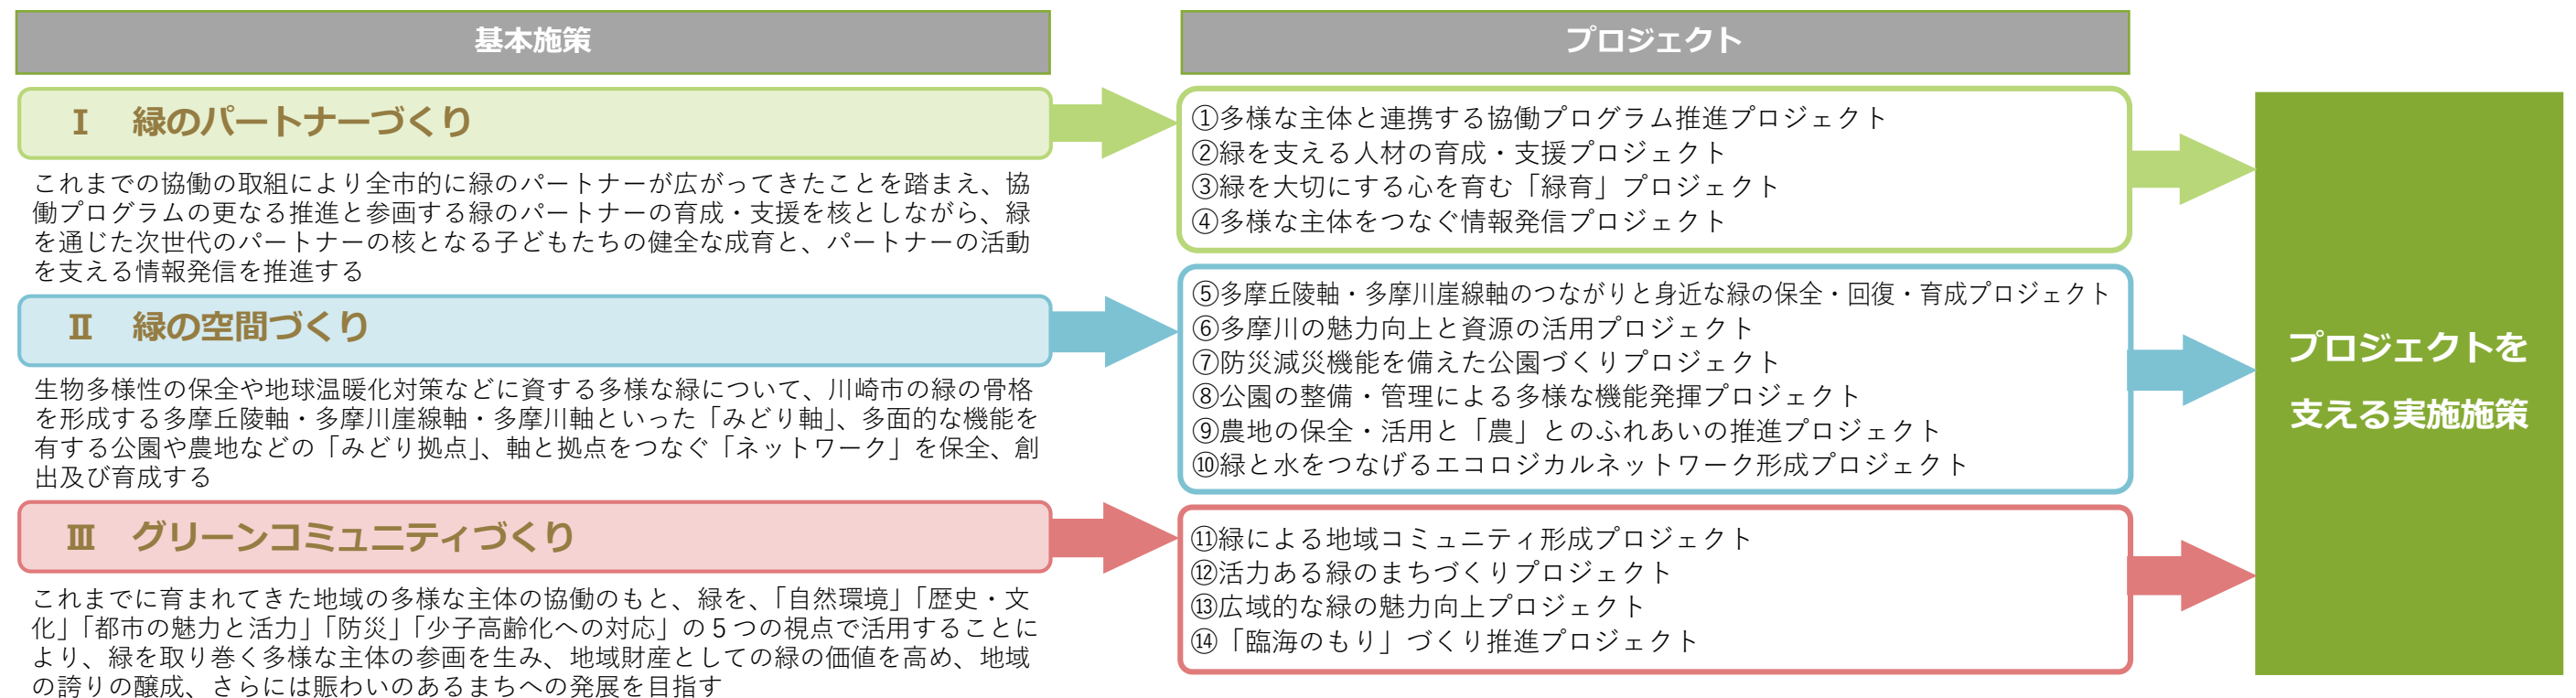 基本施策
プロジェクト
Ⅰ 緑のパートナーづくり
これまでの協働の取組により全市的に緑のパートナーが広がってきたことを踏まえ、協
働プログラムの更なる推進と参画する緑のパートナーの育成・支援を核としながら、緑
を通じた次世代のパートナーの核となる子どもたちの健全な成育と、パートナーの活動
を支える情報発信を推進する
①多様な主体と連携する協働プログラム推進プロジェクト
②緑を支える人材の育成・支援プロジェクト
③緑を大切にする心を育む「緑育」プロジェクト
④多様な主体をつなぐ情報発信プロジェクト
Ⅱ 緑の空間づくり
生物多様性の保全や地球温暖化対策などに資する多様な緑について、川崎市の緑の骨格
を形成する多摩丘陵軸・多摩川崖線軸・多摩川軸といった「みどり軸」、多面的な機能を
有する公園や農地などの「みどり拠点」、軸と拠点をつなぐ「ネットワーク」を保全、創
出及び育成する
⑤多摩丘陵軸・多摩川崖線軸のつながりと身近な緑の保全・回復・育成プロジェクト
⑥多摩川の魅力向上と資源の活用プロジェクト
⑦防災減災機能を備えた公園づくりプロジェクト
⑧公園の整備・管理による多様な機能発揮プロジェクト
⑨農地の保全・活用と「農」とのふれあいの推進プロジェクト
⑩緑と水をつなげるエコロジカルネットワーク形成プロジェクト
Ⅲ グリーンコミュニティづくり
これまでに育まれてきた地域の多様な主体の協働のもと、緑を、「自然環境」「歴史・文
化」「都市の魅力と活力」「防災」「少子高齢化への対応」の５つの視点で活用することに
より、緑を取り巻く多様な主体の参画を生み、地域財産としての緑の価値を高め、地域
の誇りの醸成、さらには賑わいのあるまちへの発展を目指す
⑪緑による地域コミュニティ形成プロジェクト
⑫活力ある緑のまちづくりプロジェクト
⑬広域的な緑の魅力向上プロジェクト
⑭「臨海のもり」づくり推進プロジェクト
プロジェクトを
支える実施施策